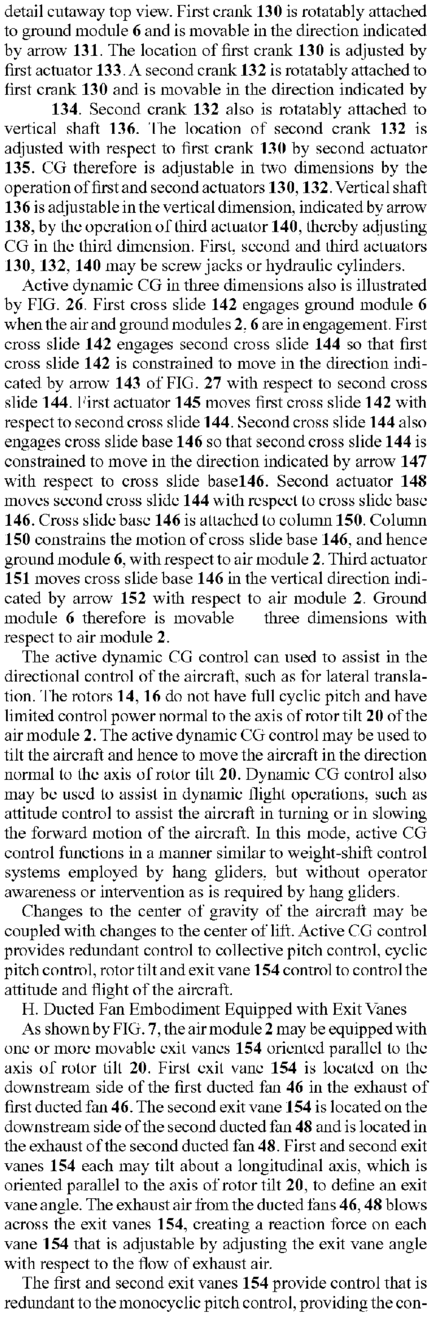 detail cutaway top view. First crank 130 is rotatably attached
to ground module 6 and is movable in the direction indicated
by arrow 131. The location of first crank 130 is adjusted by
first actuator 133. A second crank 132 is rotatably attached to
first crank 130 and is movable in the direction indicated by
134. Second crank 132 also is rotatably attached to
vertical shaft 136. The location of second crank 132 is
adjusted with respect to first crank 130 by second actuator
135. CG therefore is adjustable in two dimensions by the
operation of first and second actuators 130, 132. Vertical shaft
136 is adjustable in the vertical dimension, indicated by arrow
138, by the operation of third actuator 140, thereby adjusting
CG in the third dimension. First, second and third actuators
130, 132, 140 may be screw jacks or hydraulic cylinders.
Active dynamic CG in three dimensions also is illustrated
by FIG. 26. First cross slide 142 engages ground module 6
when the air and ground modules 2, 6 are in engagement. First
cross slide 142 engages second cross slide 144 so that first
cross slide 142 is constrained to move in the direction indi-
cated by arrow 143 of FIG. 27 with respect to second cross
slide 144. First actuator 145 moves first cross slide 142 with
respect to second cross slide 144. Second cross slide 144 also
engages cross slide base 146 so that second cross slide 144 is
constrained to move in the direction indicated by arrow 147
with respect to cross slide base146. Second actuator 148
moves second cross slide 144 with respect to cross slide base
146. Cross slide base 146 is attached to column 150. Column
150 constrains the motion of cross slide base 146, and hence
ground module 6, with respect to air module 2. Third actuator
151 moves cross slide base 146 in the vertical direction indi-
cated by arrow 152 with respect to air module 2. Ground
module 6 therefore is movable three dimensions with
respect to air module 2.
The active dynamic CG control can used to assist in the
directional control of the aircraft, such as for lateral transla-
tion. The rotors 14, 16 do not have full cyclic pitch and have
limited control power normal to the axis of rotor tilt 20 of the
air module 2. The active dynamic CG control may be used to
tilt the aircraft and hence to move the aircraft in the direction
normal to the axis of rotor tilt 20. Dynamic CG control also
may be used to assist in dynamic flight operations, such as
attitude control to assist the aircraft in turning or in slowing
the forward motion of the aircraft. In this mode, active CG
control functions in a manner similar to weight-shift control
systems employed by hang gliders, but without operator
awareness or intervention as is required by hang gliders.
Changes to the center of gravity of the aircraft may be
coupled with changes to the center of lift. Active CG control
provides redundant control to collective pitch control, cyclic
pitch control, rotor tilt and exit vane 154 control to control the
attitude and flight of the aircraft.
H. Ducted Fan Embodiment Equipped with Exit Vanes
As shown by FIG. 7, the air module 2 may be equipped with
one or more movable exit vanes 154 oriented parallel to the
axis of rotor tilt 20. First exit vane 154 is located on the
downstream side of the first ducted fan 46 in the exhaust of
first ducted fan 46. The second exit vane 154 is located on the
downstream side of the second ducted fan 48 and is located in
the exhaust of the second ducted fan 48. First and second exit
vanes 154 each may tilt about a longitudinal axis, which is
oriented parallel to the axis of rotor tilt 20, to define an exit
vane angle. The exhaust air from the ducted fans 46, 48 blows
across the exit vanes 154, creating a reaction force on each
vane 154 that is adjustable by adjusting the exit vane angle
with respect to the flow of exhaust air.
The first and second exit vanes 154 provide control that is
redundant to the monocyclic pitch control, providing the con-